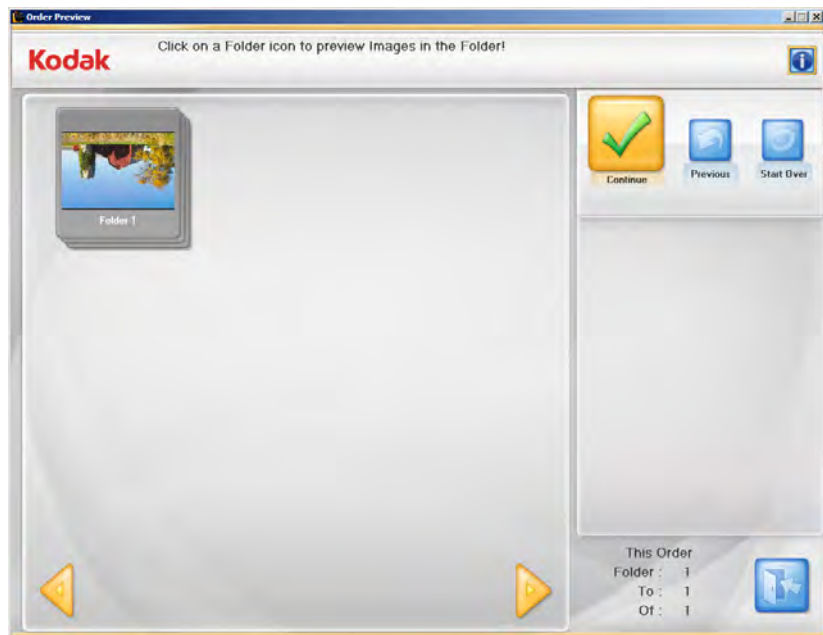 Order Preview
Kodak
Click on a Folder icon to preview Images in the Folder!
Continue
Previous
Start Over
Folder 1
This Order
Folder : 1
To : 1
Of : 1